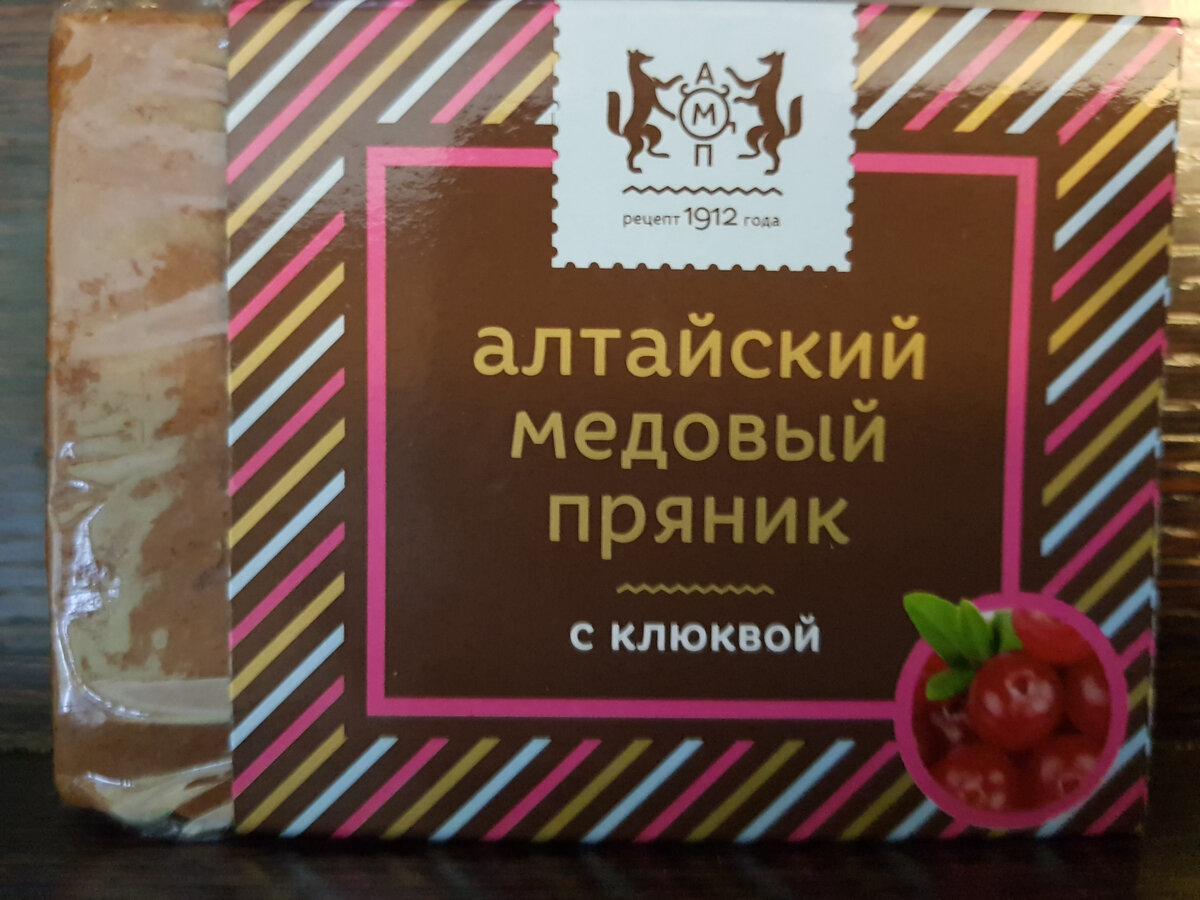 А
М
П
рецепт 1912 года
алтайский
медовый
пряник
с клюквой